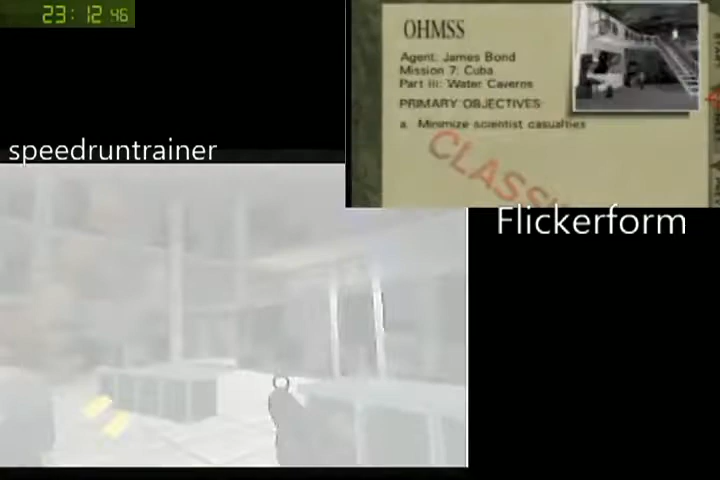 23:12 46
OHMSS
Agent: James Bond
Mission 7: Cuba
Part iii: Water Caverns
PRIMARY OBJECTIVES:
a. Minimize scientist casualties
speedruntrainer
Flickerform